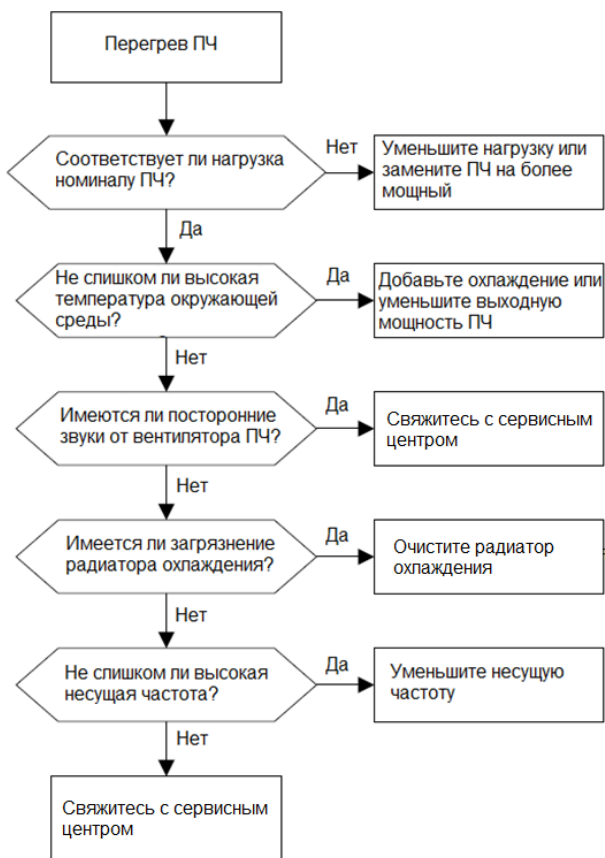 Перегрев ПЧ
Соответствует ли нагрузка
номиналу ПЧ?
Нет
Уменьшите нагрузку или
замените ПЧ на более
мощный
Да
Не слишком ли высокая
температура окружающей
среды?
Да
Добавьте охлаждение или
уменьшите выходную
мощность ПЧ
Нет
Имеются ли посторонние
звуки от вентилятора ПЧ?
Да
Свяжитесь с сервисным
центром
Нет
Имеется ли загрязнение
радиатора охлаждения?
Да
Очистите радиатор
охлаждения
Нет
Не слишком ли высокая
несущая частота?
Да
Уменьшите несущую
частоту
Нет
Свяжитесь с сервисным
центром